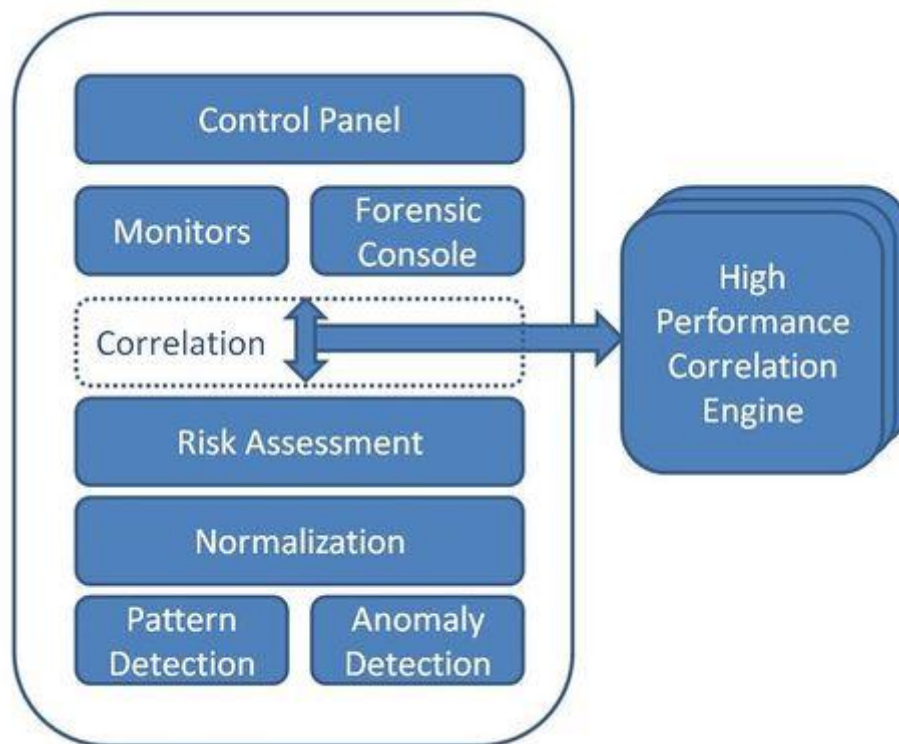 Control Panel
Monitors
Forensic
Console
Correlation
High
Performance
Correlation
Engine
Risk Assessment
Normalization
Pattern
Detection
Anomaly
Detection